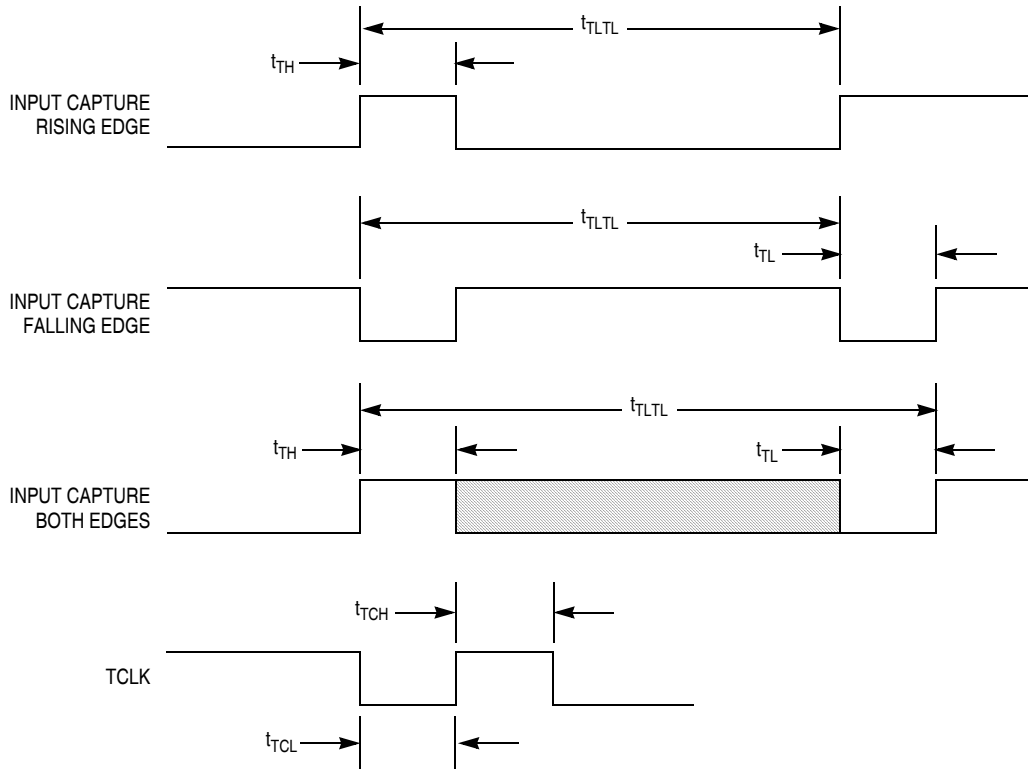 tTLTL
tTH
INPUT CAPTURE
RISING EDGE
tTLTL
tTL
INPUT CAPTURE
FALLING EDGE
tTLTL
tTH
tTL
INPUT CAPTURE
BOTH EDGES
tTCH
TCLK
tTCL